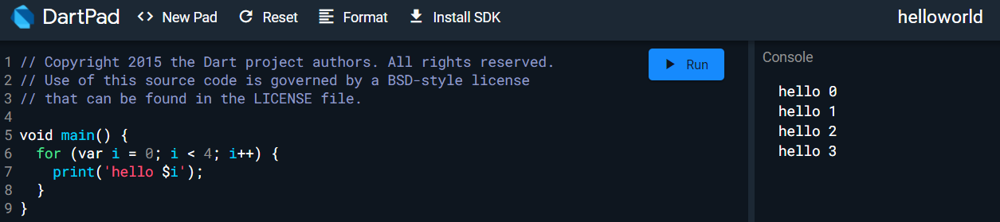 DartPad <> New Pad Reset Format Install SDK helloworld
1 // Copyright 2015 the Dart project authors. All rights reserved.
2 // Use of this source code is governed by a BSD-style license
3 // that can be found in the LICENSE file.
4
5 void main() {
6   for (var i = 0; i < 4; i++) {
7     print('hello $i');
8   }
9 }
Run
Console
hello 0
hello 1
hello 2
hello 3